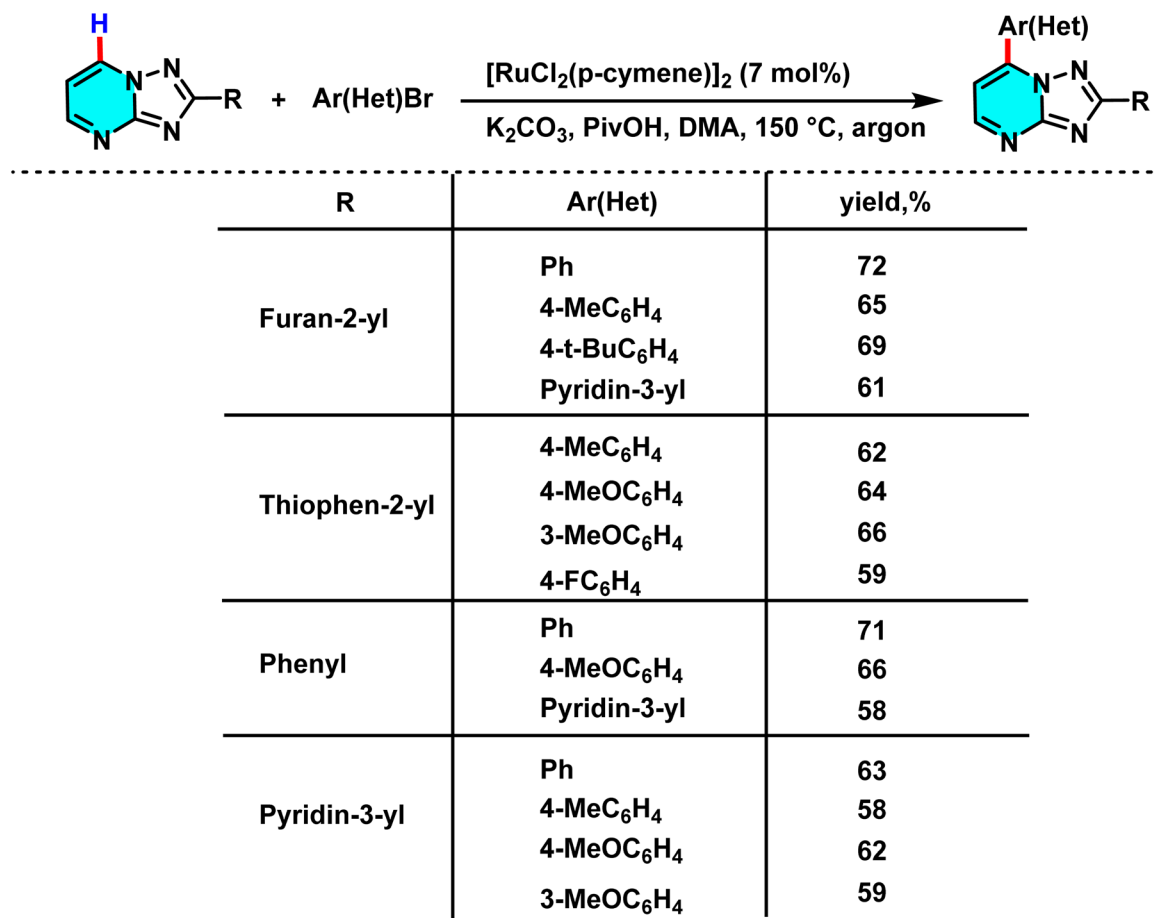 H
N N N N R + Ar(Het)Br
[RuCl₂(p-cymene)]₂ (7 mol%)
K₂CO₃, PivOH, DMA, 150 °C, argon
Ar(Het)
N N N N R
R Ar(Het) yield,%
Furan-2-yl
Ph 72
4-MeC₆H₄ 65
4-t-BuC₆H₄ 69
Pyridin-3-yl 61
Thiophen-2-yl
4-MeC₆H₄ 62
4-MeOC₆H₄ 64
3-MeOC₆H₄ 66
4-FC₆H₄ 59
Phenyl
Ph 71
4-MeOC₆H₄ 66
Pyridin-3-yl 58
Pyridin-3-yl
Ph 63
4-MeC₆H₄ 58
4-MeOC₆H₄ 62
3-MeOC₆H₄ 59